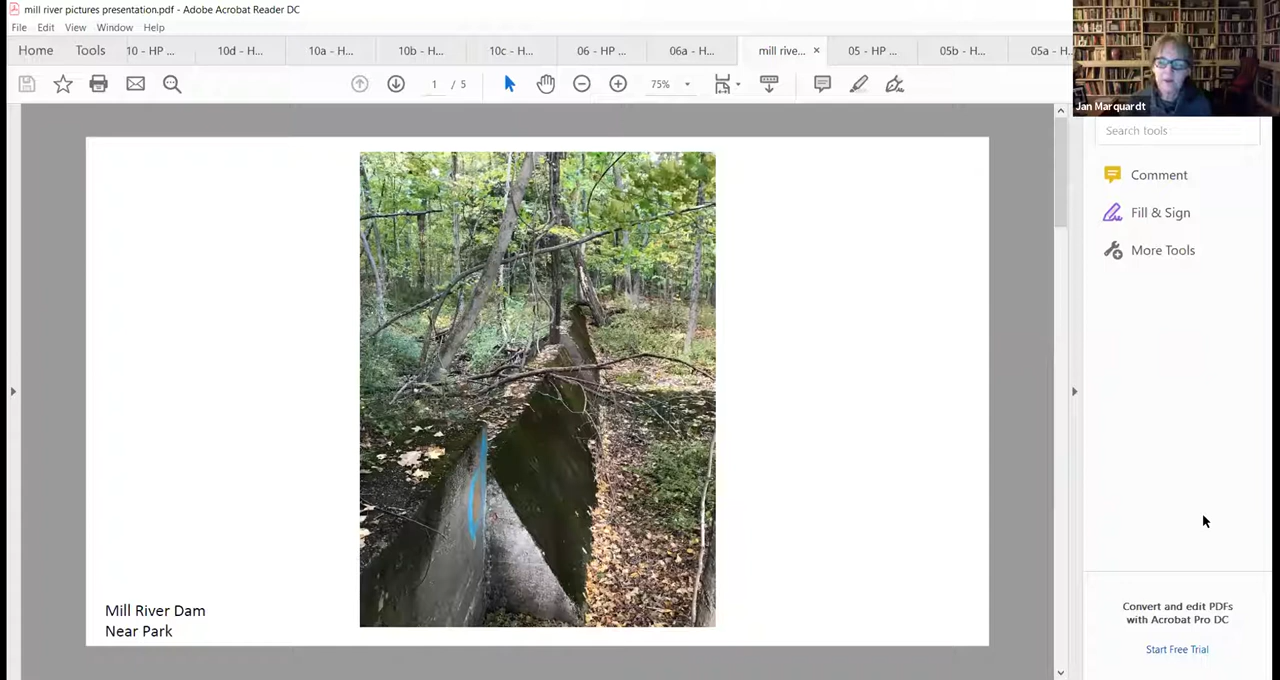 mill river pictures presentation.pdf - Adobe Acrobat Reader DC
File Edit View Window Help
Home Tools 10 - HP ... 10d - H... 10a - H... 10b - H... 10c - H... 06 - HP ... 06a - H... mill rive... × 05 - HP ... 05b - H... 05a - H...
1 / 5 75%
Jan Marquardt
Search tools
Comment
Fill & Sign
More Tools
Mill River Dam
Near Park
Convert and edit PDFs
with Acrobat Pro DC
Start Free Trial